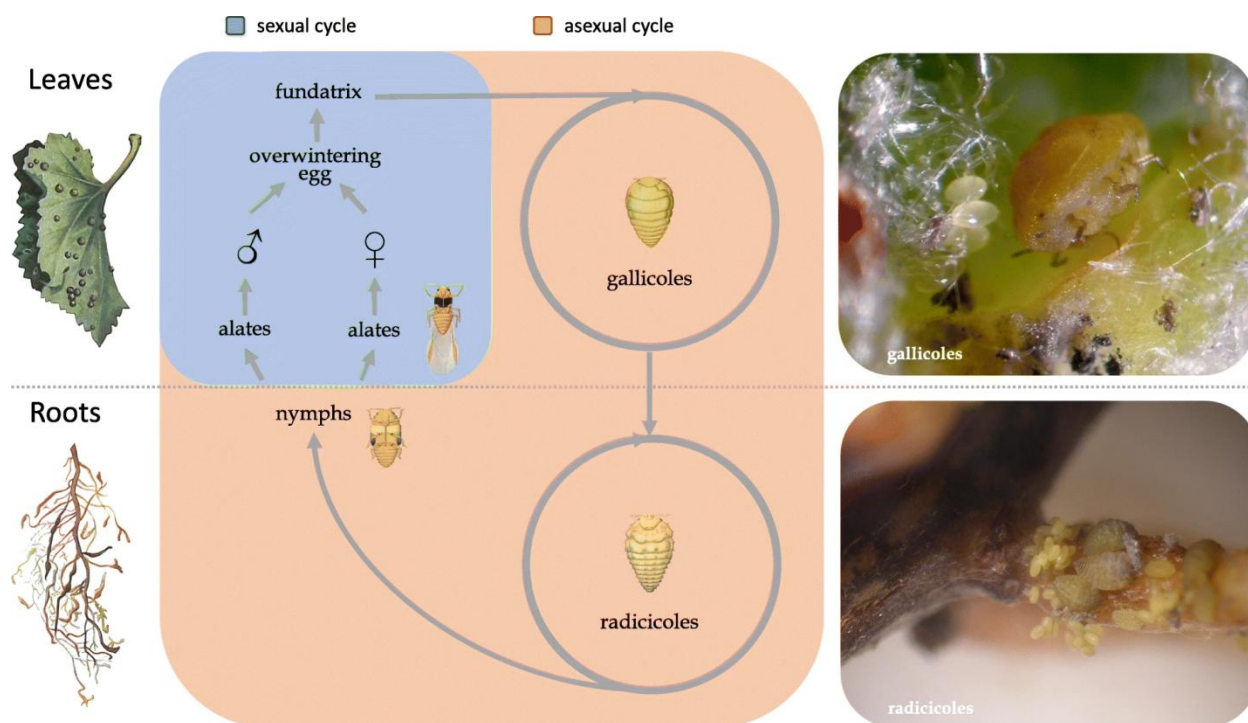 sexual cycle
asexual cycle
Leaves
fundatrix
overwintering
egg
♂
♀
alates
alates
gallicoles
gallicoles
Roots
nymphs
radicicoles
radicicoles